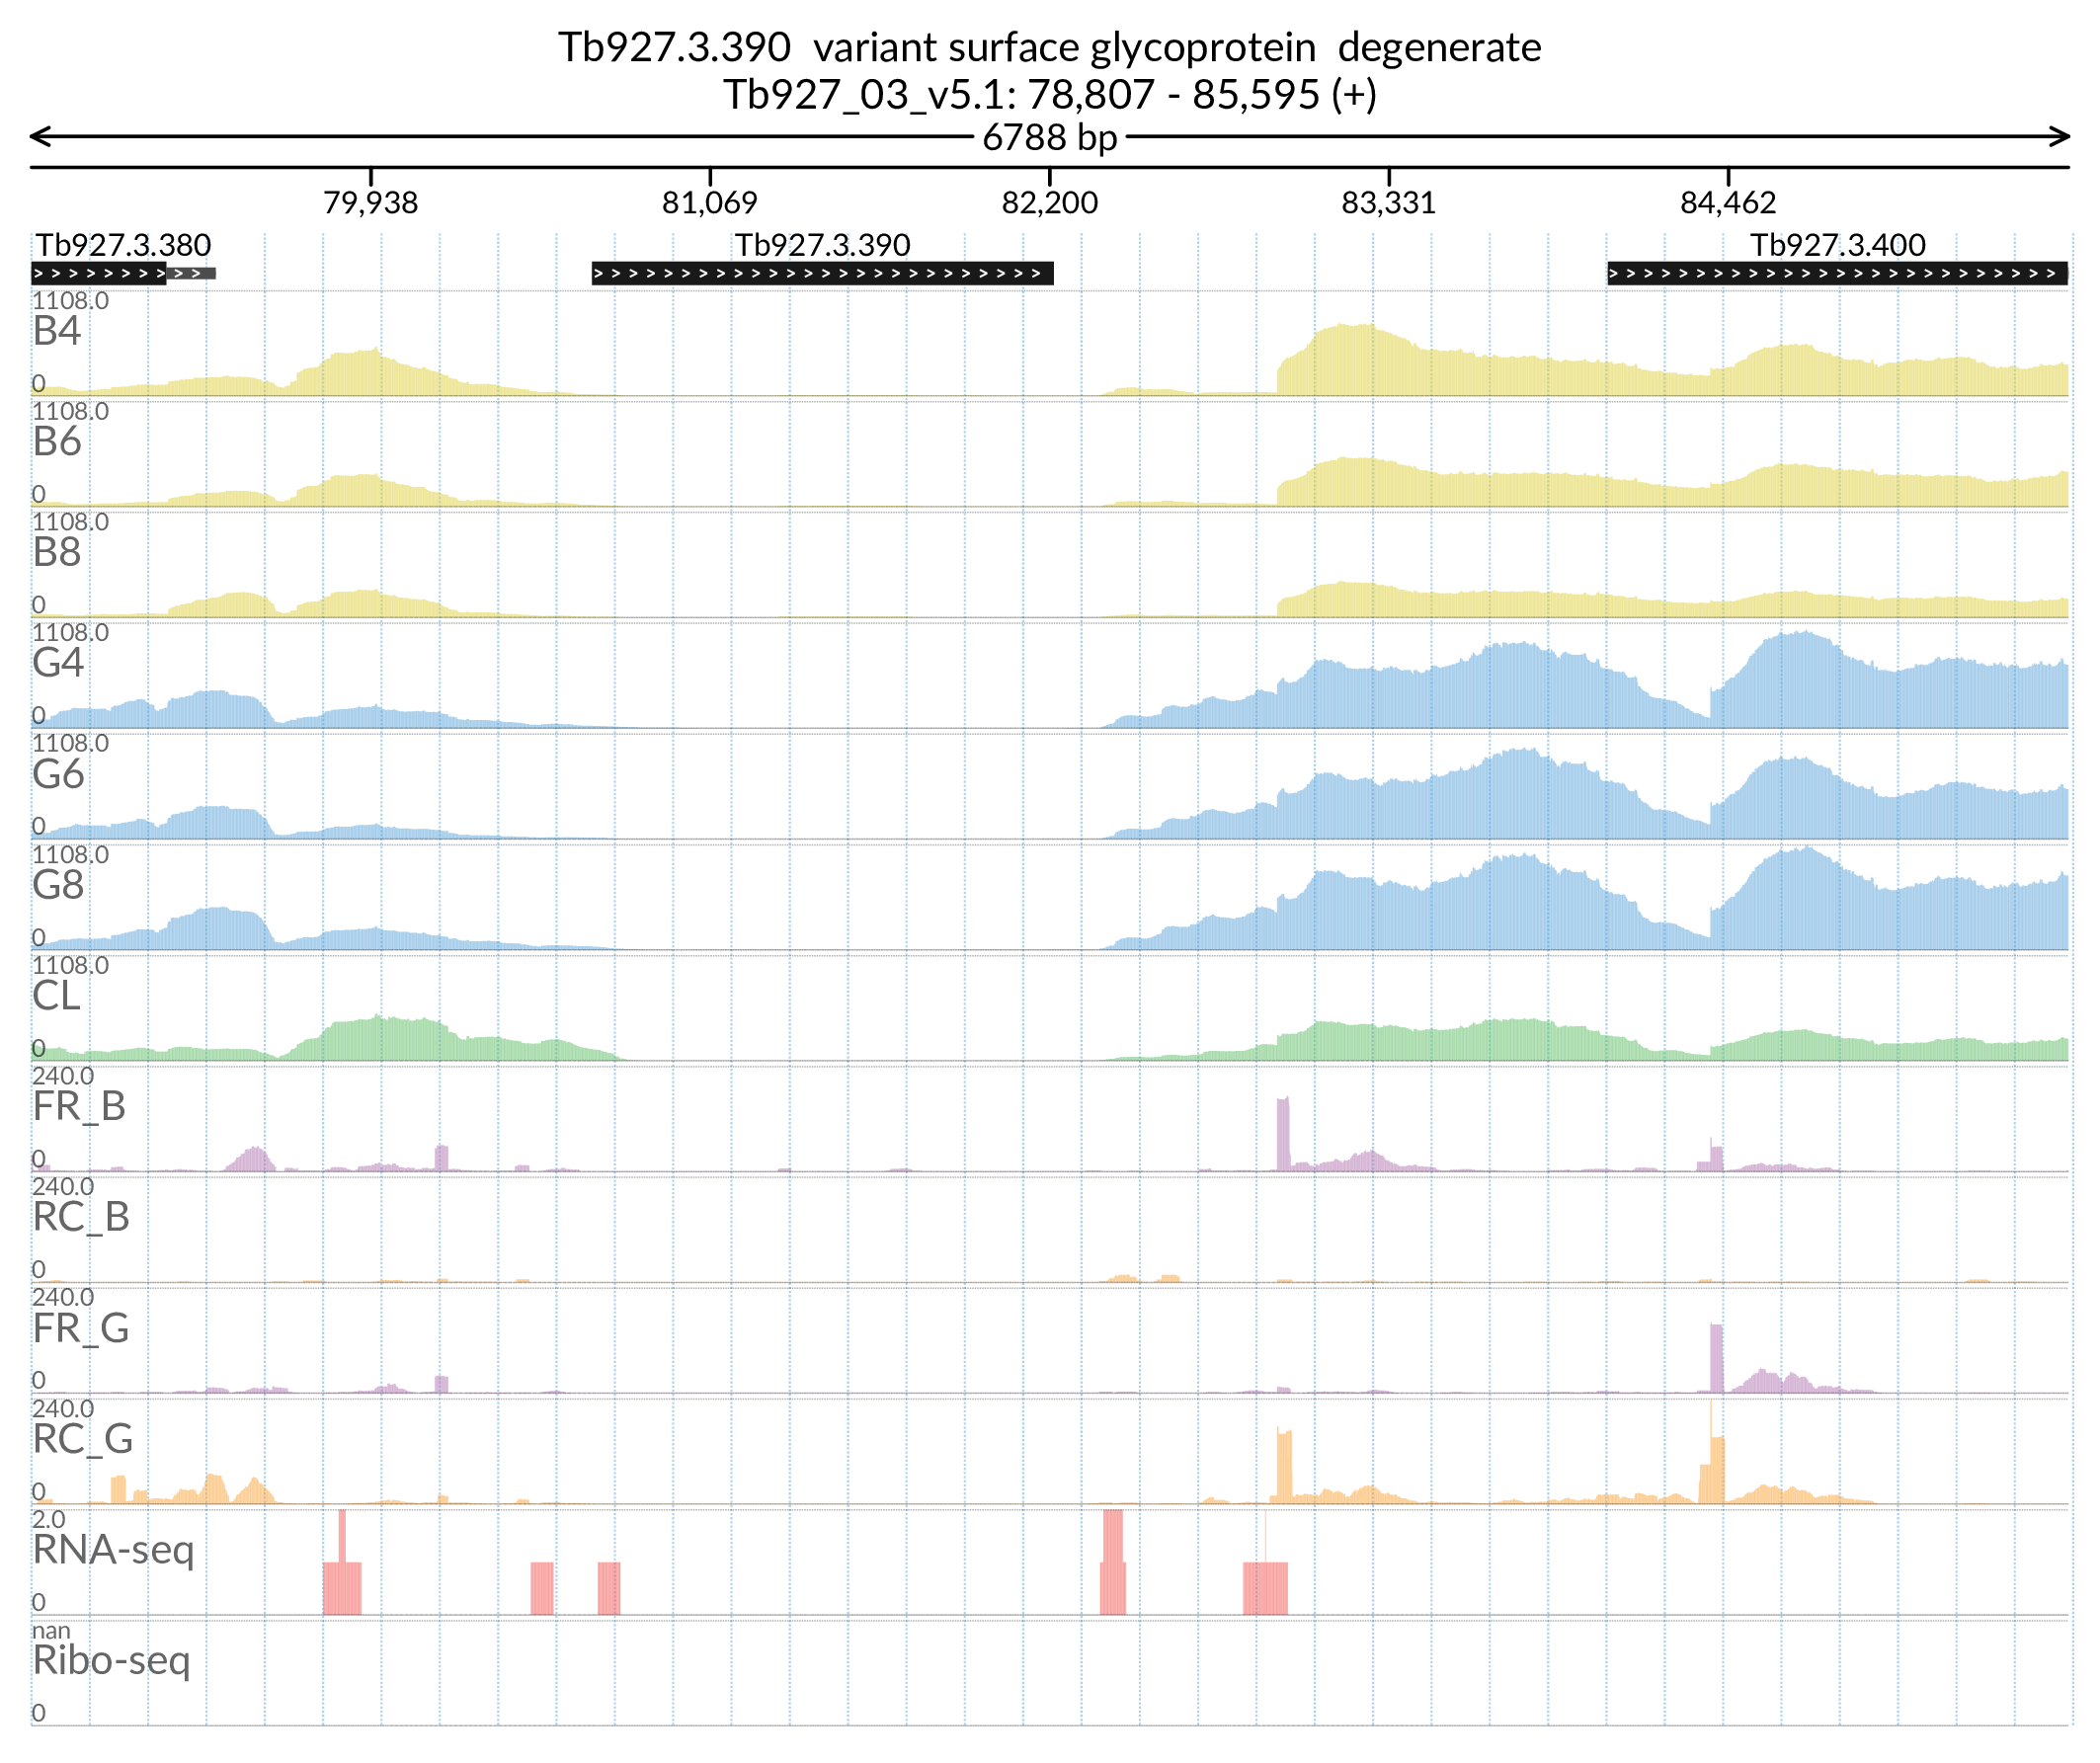 Tb927.3.390  variant surface glycoprotein  degenerate
Tb927_03_v5.1: 78,807 - 85,595 (+)
6788 bp
79,938 81,069 82,200 83,331 84,462
Tb927.3.380 Tb927.3.390 Tb927.3.400
1108.0
B4
0
1108.0
B6
0
1108.0
B8
0
1108.0
G4
0
1108.0
G6
0
1108.0
G8
0
1108.0
CL
0
240.0
FR_B
0
240.0
RC_B
0
240.0
FR_G
0
240.0
RC_G
0
2.0
RNA-seq
0
nan
Ribo-seq
0